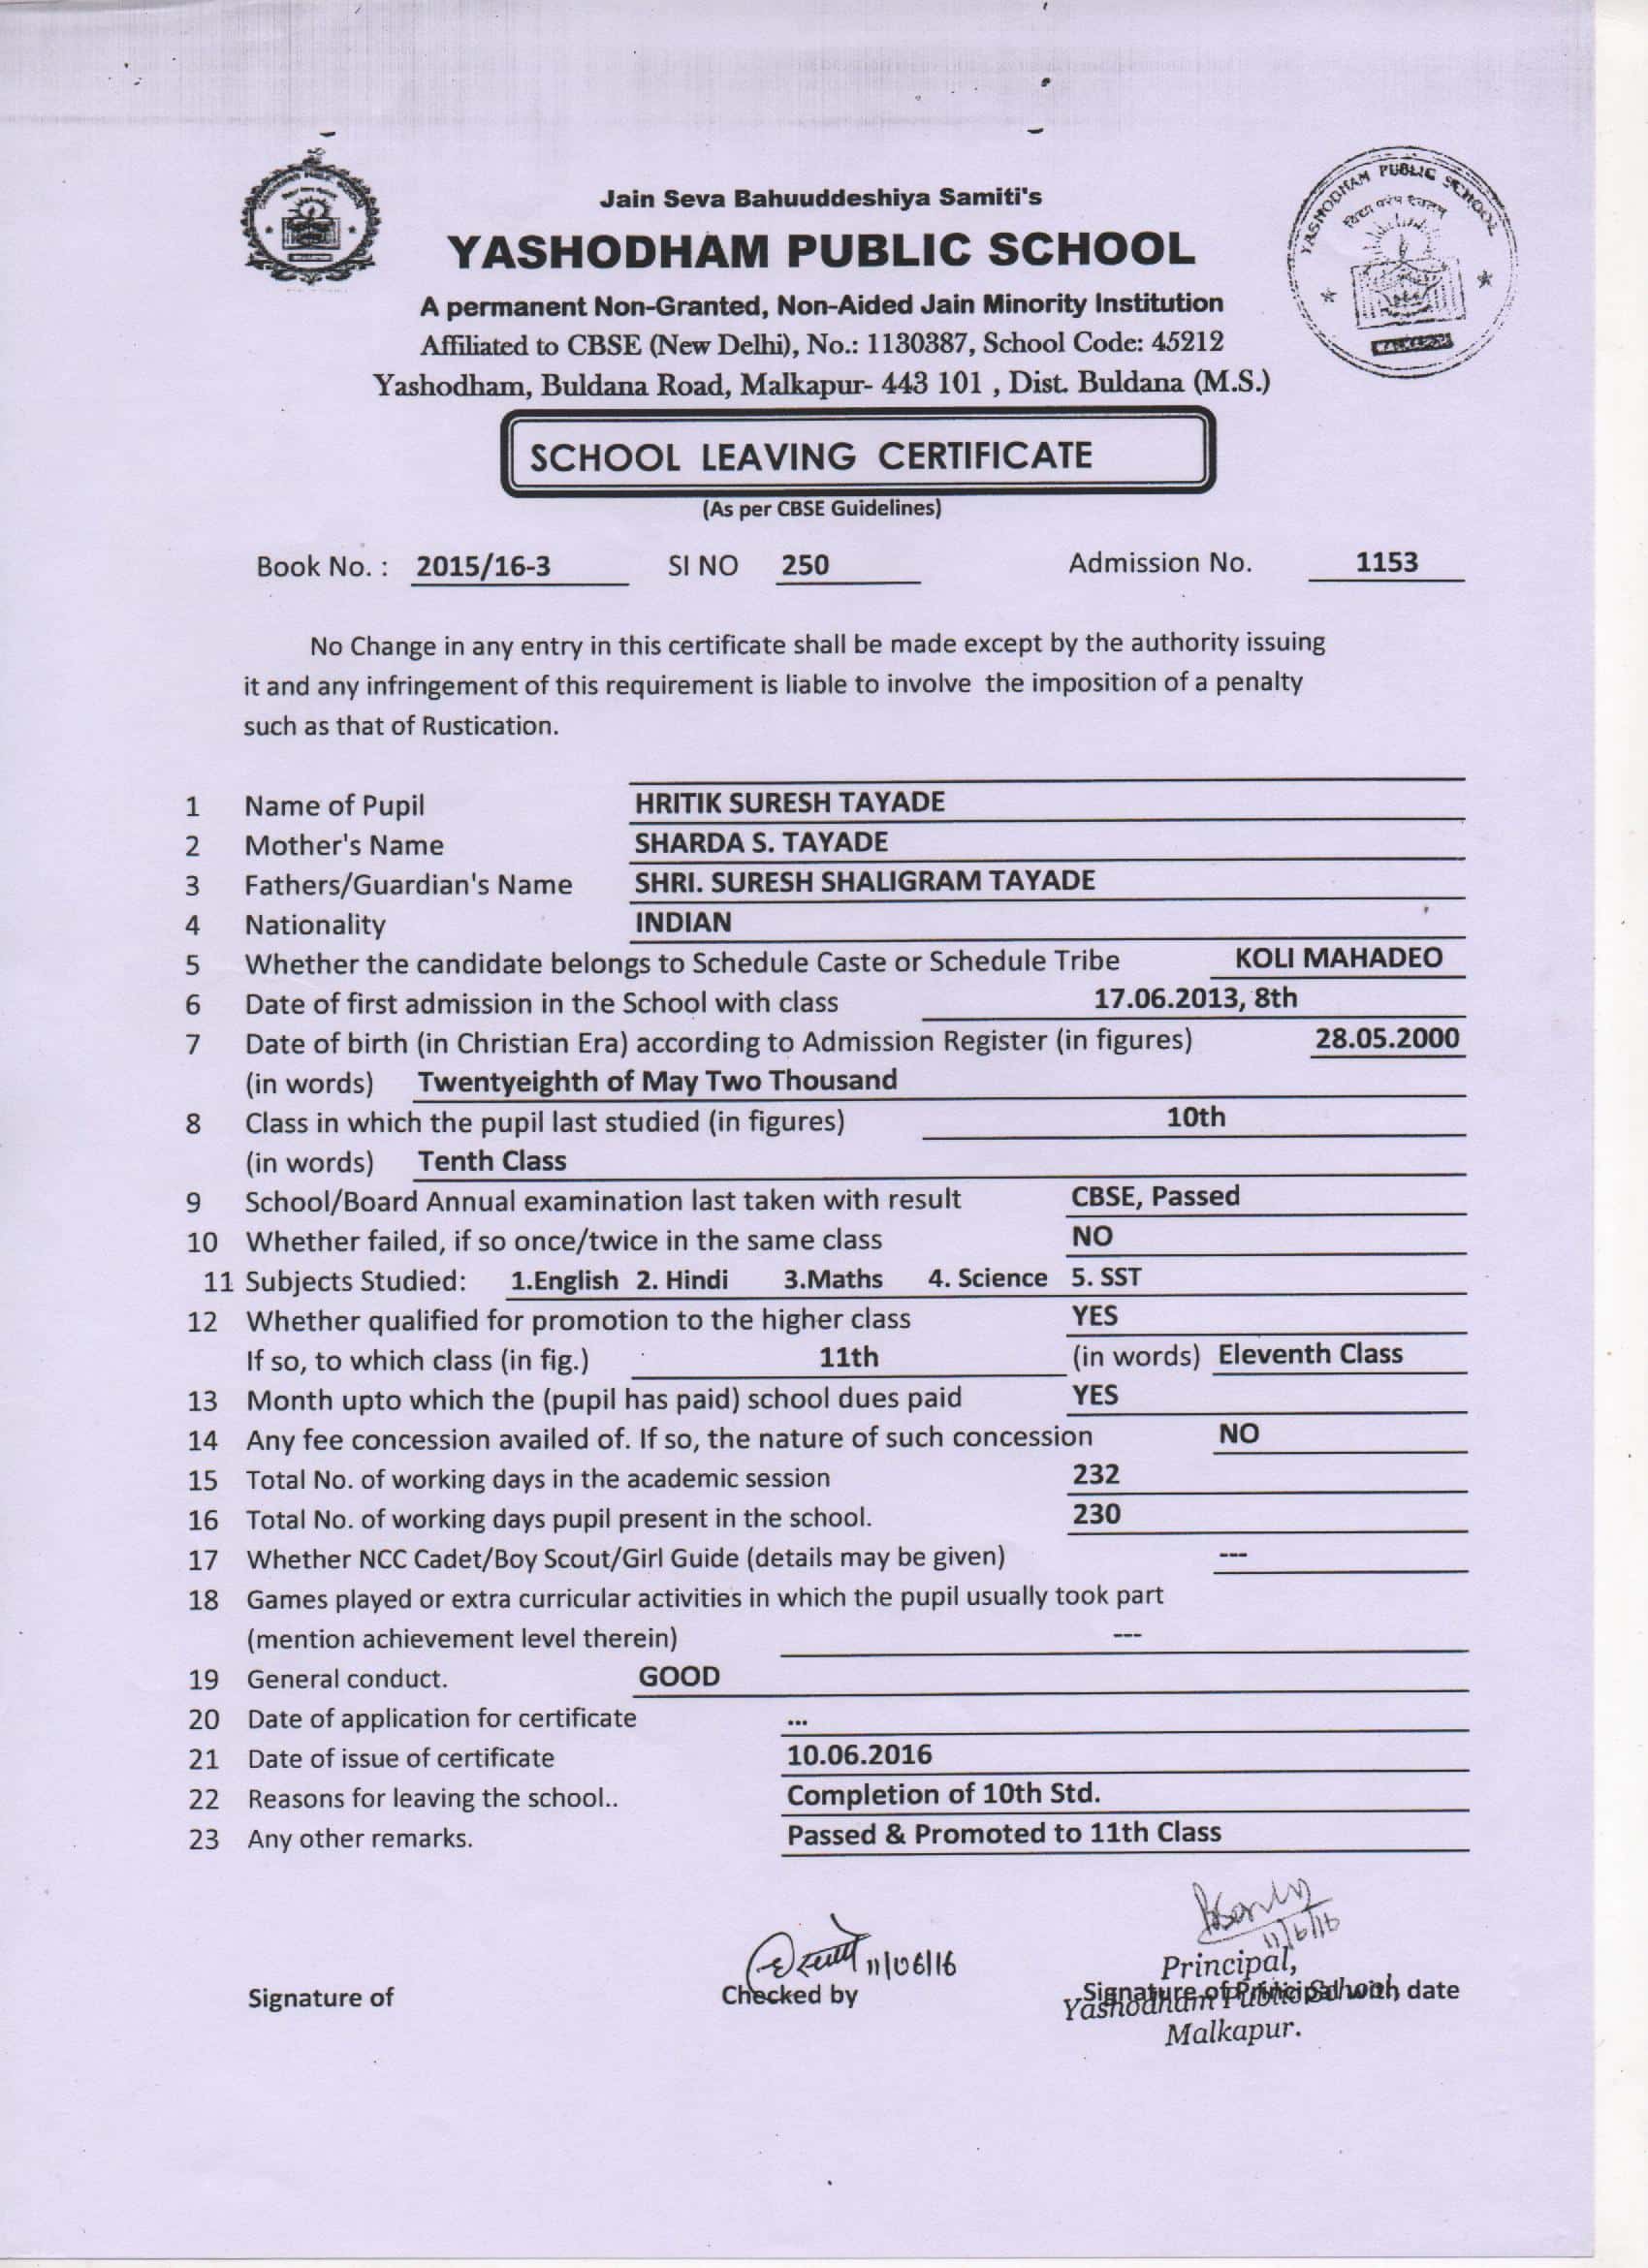 Jain Seva Bahuuddeshiya Samiti's
YASHODHAM PUBLIC SCHOOL
A permanent Non-Granted, Non-Aided Jain Minority Institution
Affiliated to CBSE (New Delhi), No.: 1130387, School Code: 45212
Yashodham, Buldana Road, Malkapur- 443 101 , Dist. Buldana (M.S.)
YASHODHAM PUBLIC SCHOOL
SCHOOL LEAVING CERTIFICATE
(As per CBSE Guidelines)
Book No. : 2015/16-3 SI NO 250 Admission No. 1153
No Change in any entry in this certificate shall be made except by the authority issuing
it and any infringement of this requirement is liable to involve the imposition of a penalty
such as that of Rustication.
1 Name of Pupil HRITIK SURESH TAYADE
2 Mother's Name SHARDA S. TAYADE
3 Fathers/Guardian's Name SHRI. SURESH SHALIGRAM TAYADE
4 Nationality INDIAN
5 Whether the candidate belongs to Schedule Caste or Schedule Tribe KOLI MAHADEO
6 Date of first admission in the School with class 17.06.2013, 8th
7 Date of birth (in Christian Era) according to Admission Register (in figures) 28.05.2000
(in words) Twentyeighth of May Two Thousand
8 Class in which the pupil last studied (in figures) 10th
(in words) Tenth Class
9 School/Board Annual examination last taken with result CBSE, Passed
10 Whether failed, if so once/twice in the same class NO
11 Subjects Studied: 1.English 2. Hindi 3.Maths 4. Science 5. SST
12 Whether qualified for promotion to the higher class YES
If so, to which class (in fig.) 11th (in words) Eleventh Class
13 Month upto which the (pupil has paid) school dues paid YES
14 Any fee concession availed of. If so, the nature of such concession NO
15 Total No. of working days in the academic session 232
16 Total No. of working days pupil present in the school. 230
17 Whether NCC Cadet/Boy Scout/Girl Guide (details may be given) ---
18 Games played or extra curricular activities in which the pupil usually took part
(mention achievement level therein) ---
19 General conduct. GOOD
20 Date of application for certificate ...
21 Date of issue of certificate 10.06.2016
22 Reasons for leaving the school.. Completion of 10th Std.
23 Any other remarks. Passed & Promoted to 11th Class
11/6/16
11/06/16
Principal,
Signature of Checked by Signature of Principal with date
Yashodham Public School,
Malkapur.